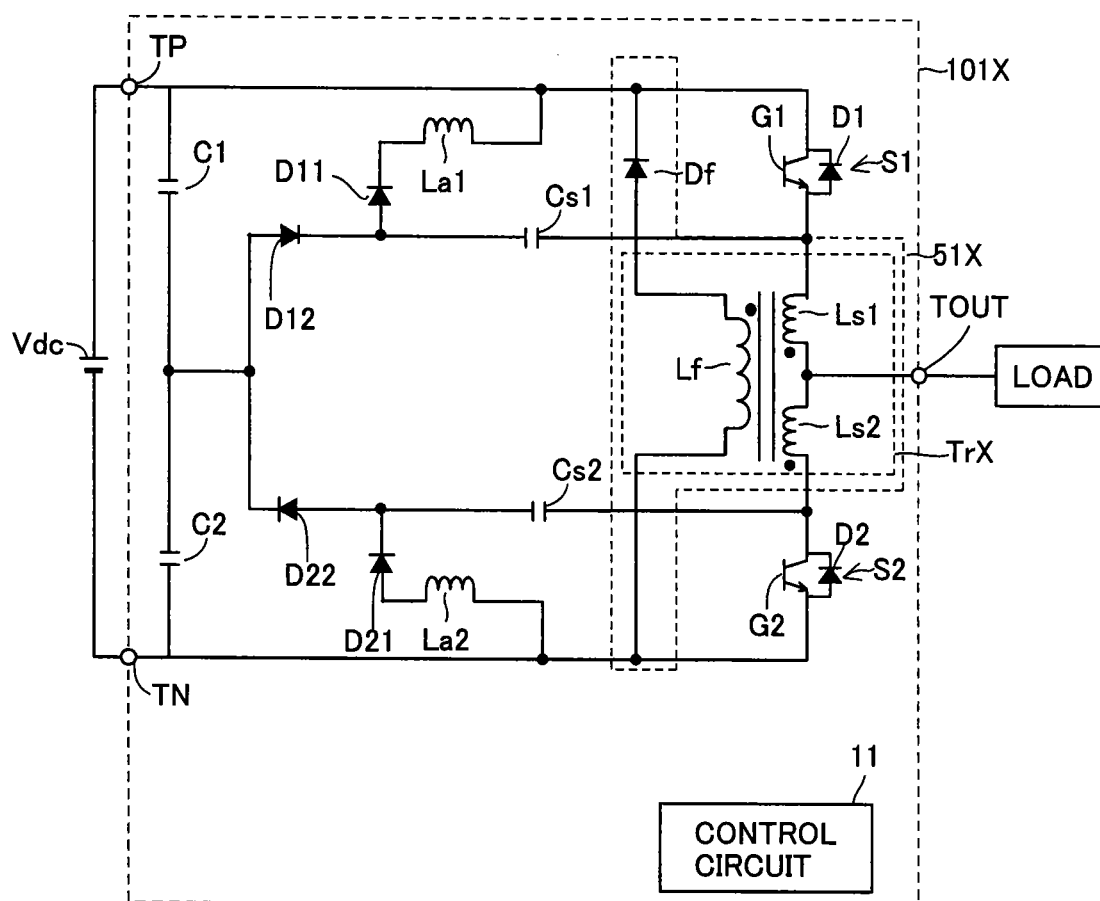 TP
101X
G1
D1
C1
D11
La1
Df
S1
Cs1
51X
D12
Ls1
TOUT
Vdc
Lf
LOAD
Ls2
TrX
Cs2
C2
D22
D2
S2
D21
La2
G2
TN
11
CONTROL
CIRCUIT